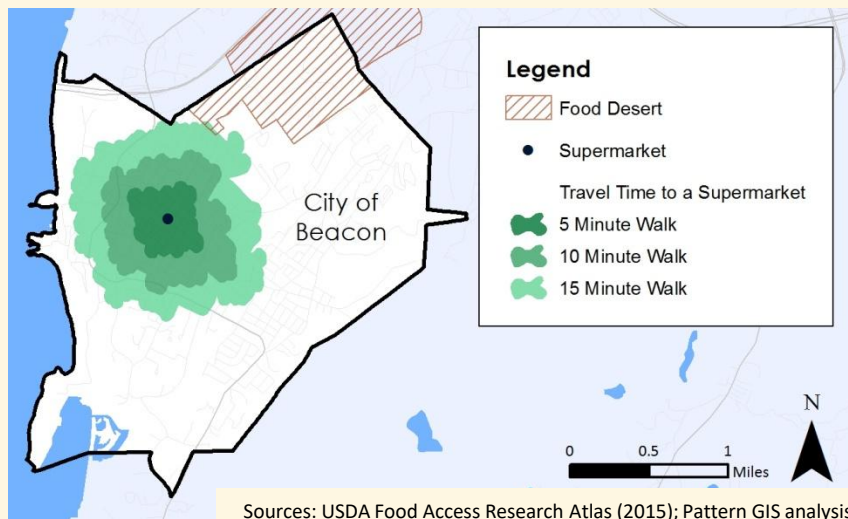 Legend
Food Desert
Supermarket
Travel Time to a Supermarket
5 Minute Walk
10 Minute Walk
15 Minute Walk
City of
Beacon
N
0 0.5 1
Miles
Sources: USDA Food Access Research Atlas (2015); Pattern GIS analysis